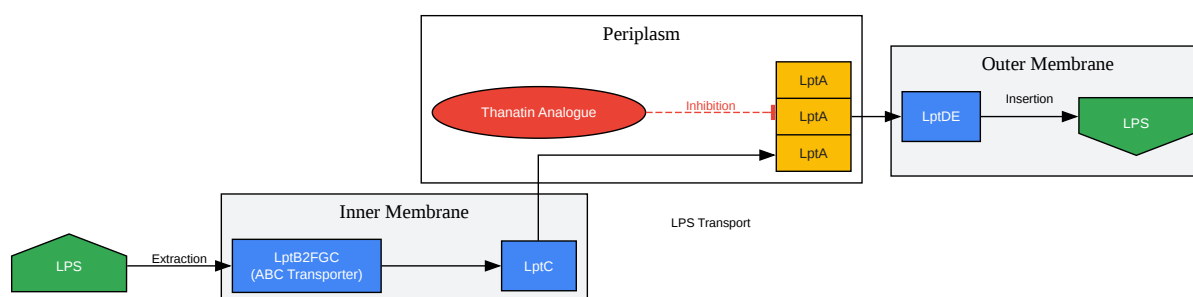 Periplasm
LptA
Thanatin Analogue
Inhibition
LptA
LptA
Outer Membrane
LptDE
Insertion
LPS
Inner Membrane
LPS Transport
LPS
Extraction
LptB2FGC
(ABC Transporter)
LptC